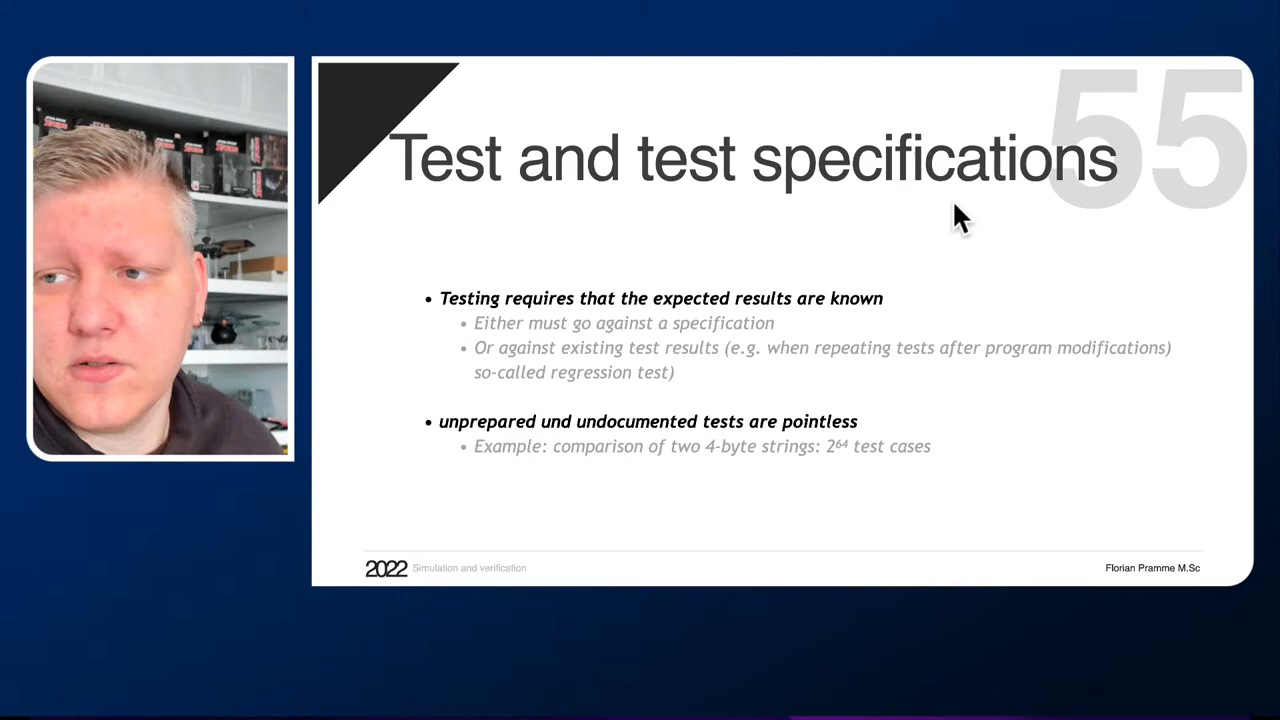 55
Test and test specifications
• Testing requires that the expected results are known
• Either must go against a specification
• Or against existing test results (e.g. when repeating tests after program modifications)
so-called regression test)
• unprepared und undocumented tests are pointless
• Example: comparison of two 4-byte strings: 2⁶⁴ test cases
2022 Simulation and verification
Florian Pramme M.Sc